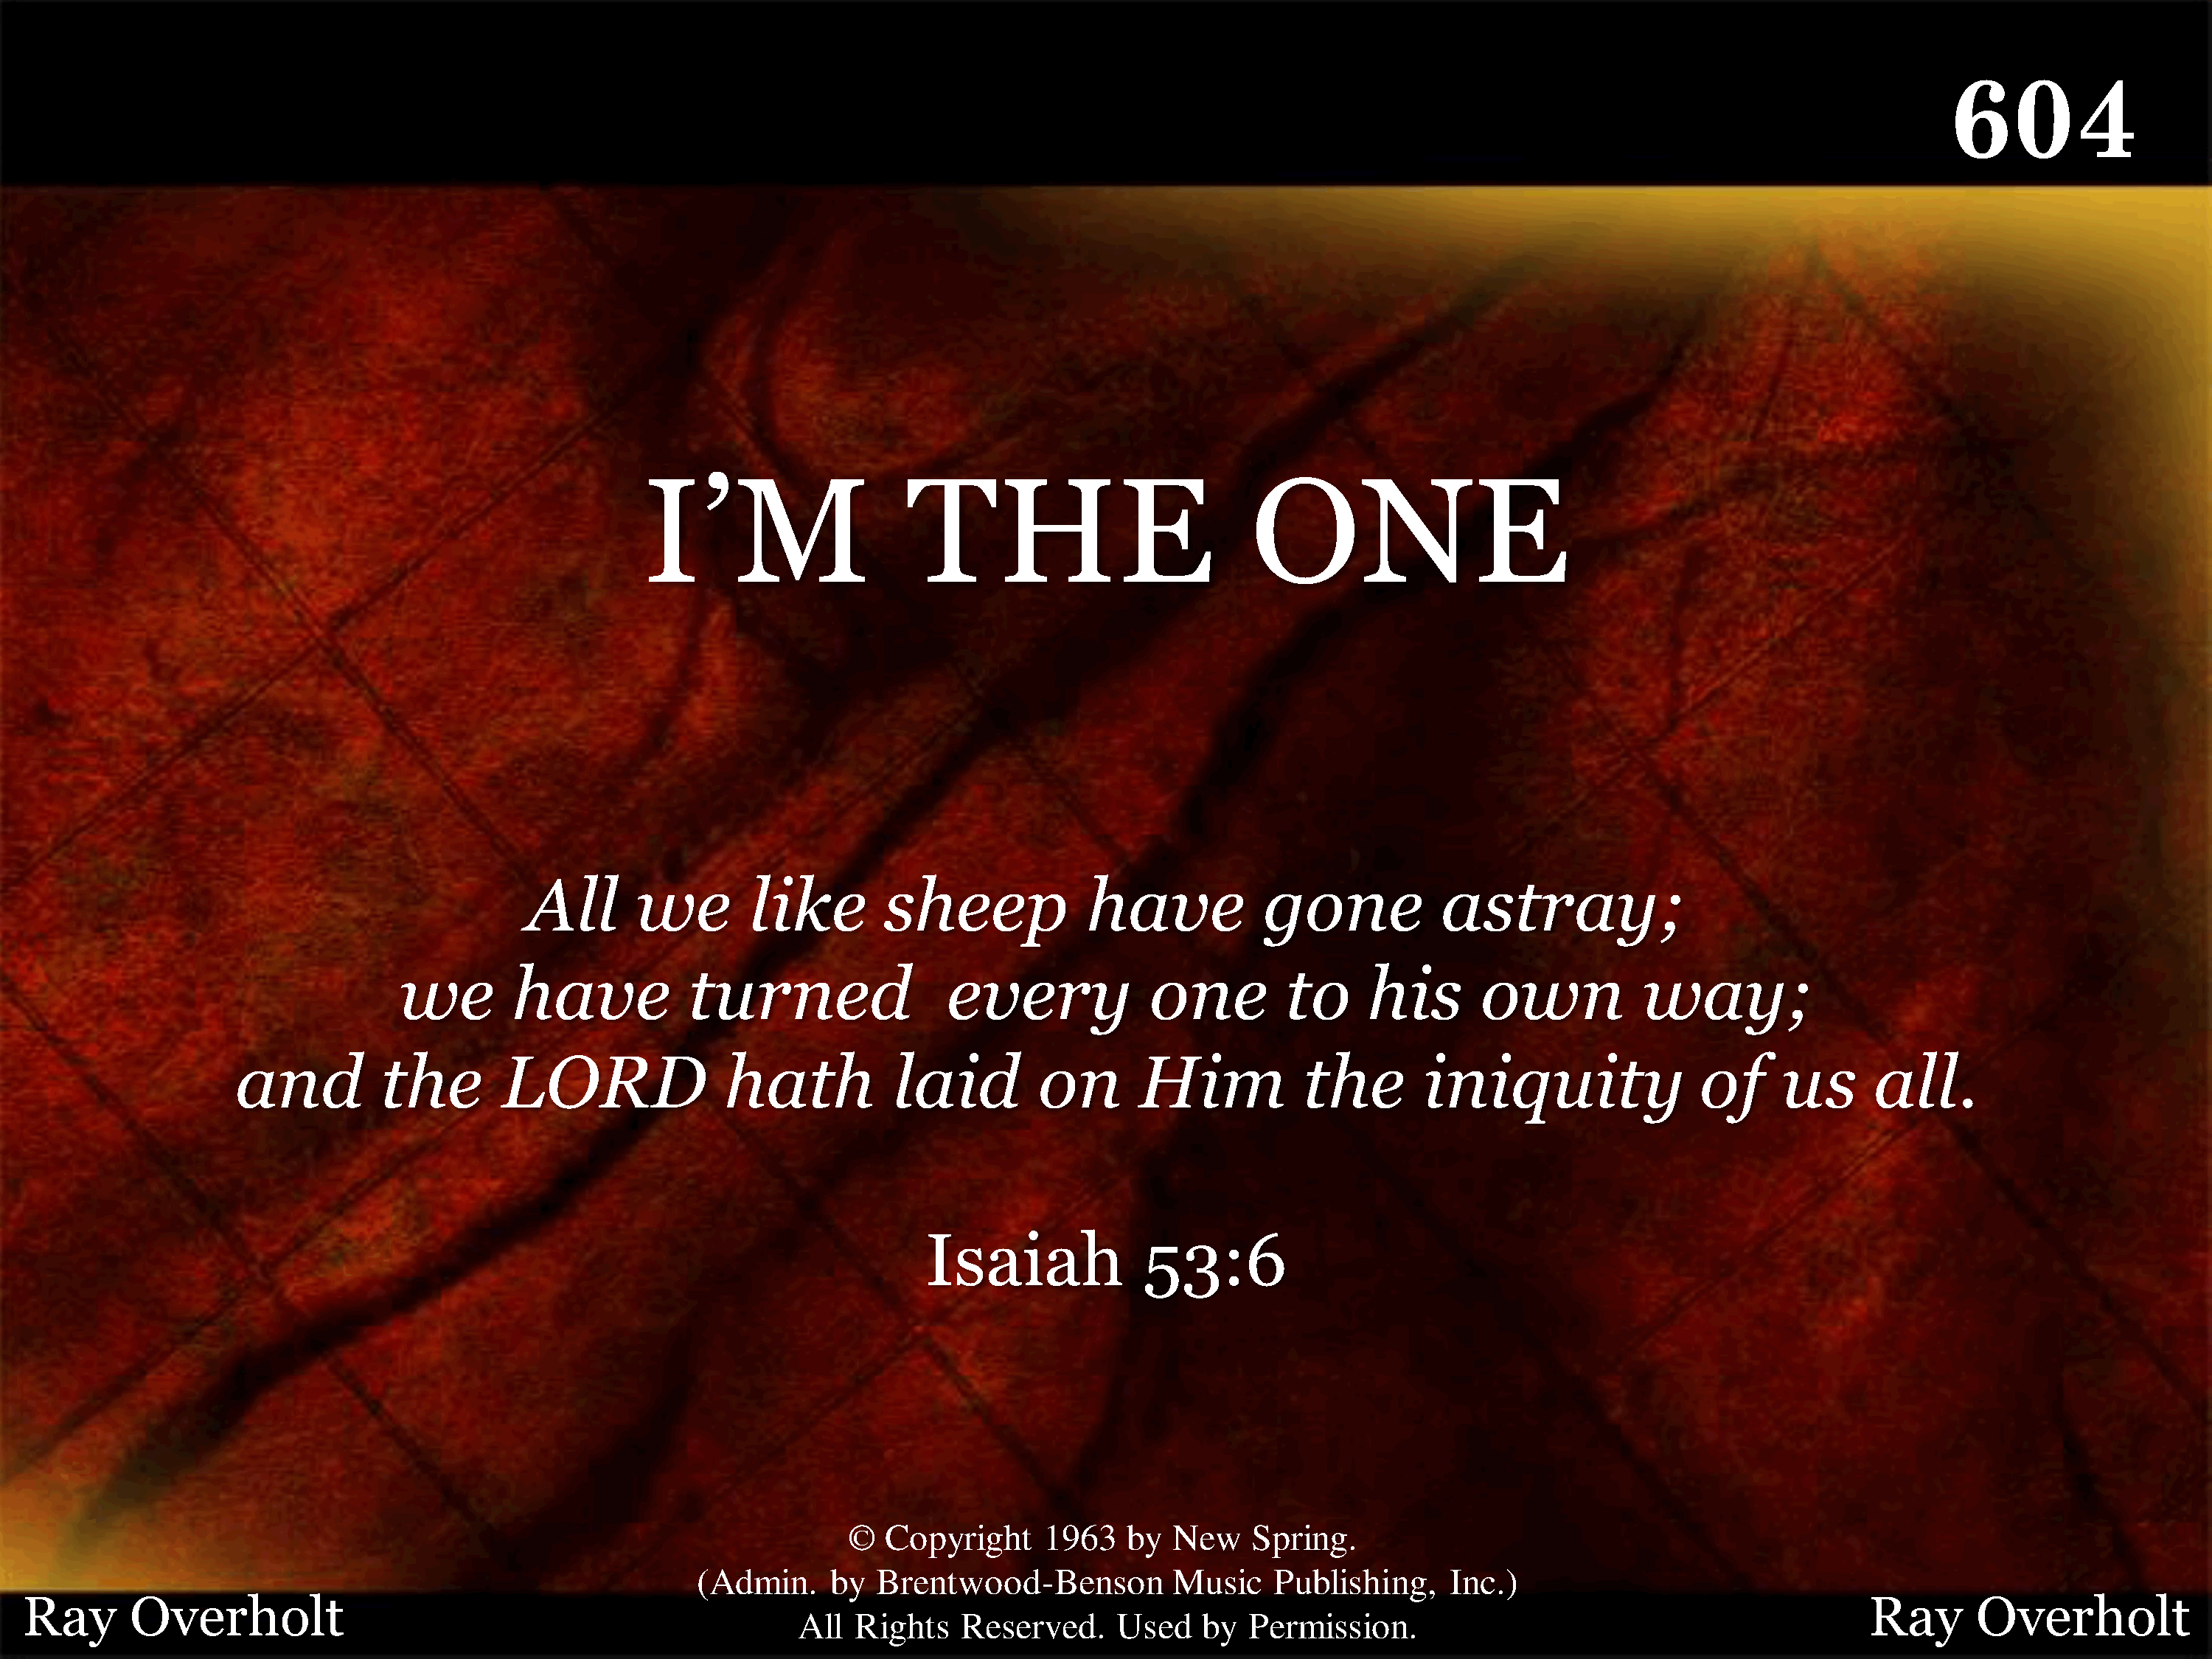 604
I’M THE ONE
All we like sheep have gone astray;
we have turned every one to his own way;
and the LORD hath laid on Him the iniquity of us all.
Isaiah 53:6
© Copyright 1963 by New Spring.
(Admin. by Brentwood-Benson Music Publishing, Inc.)
All Rights Reserved. Used by Permission.
Ray Overholt
Ray Overholt